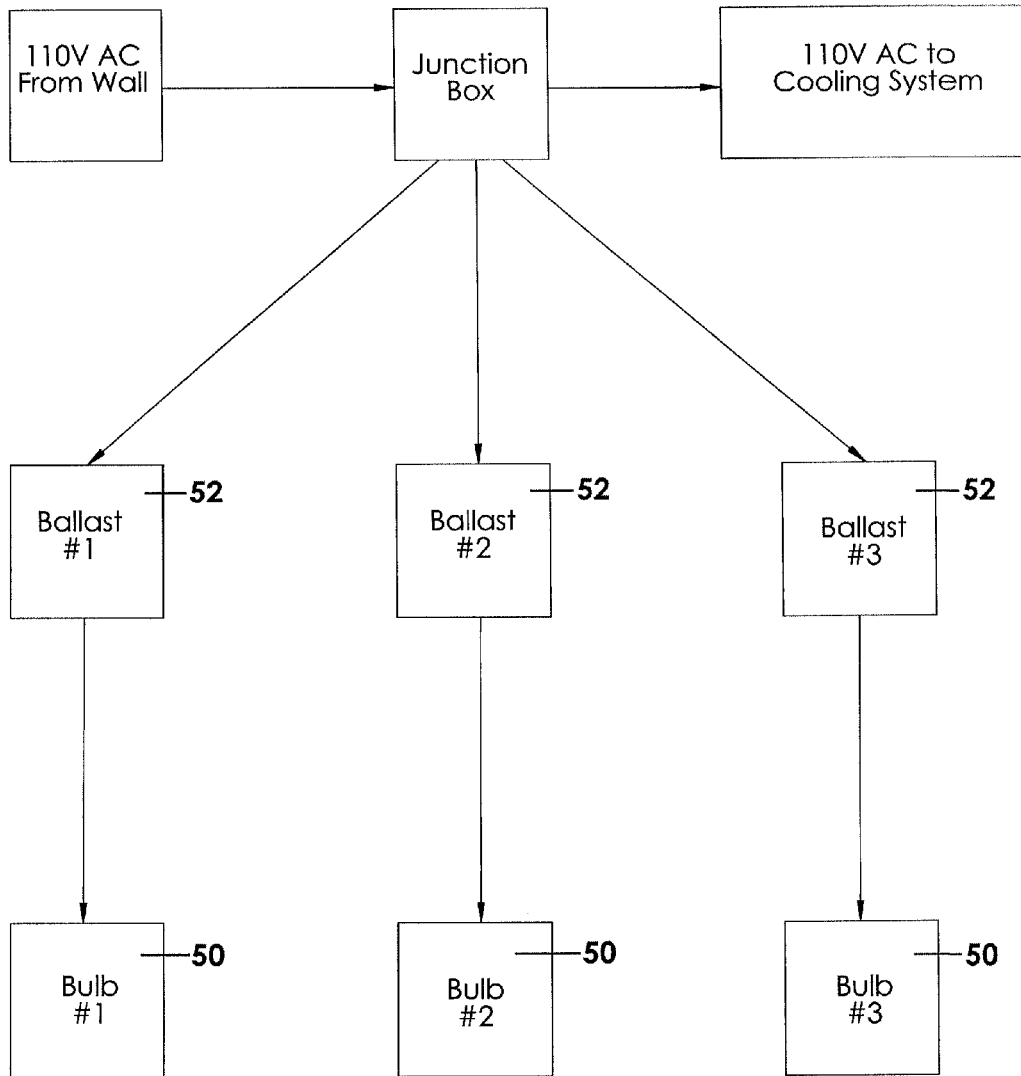 110V AC
From Wall
Junction
Box
110V AC to
Cooling System
Ballast
#1
52
Ballast
#2
52
Ballast
#3
52
Bulb
#1
50
Bulb
#2
50
Bulb
#3
50